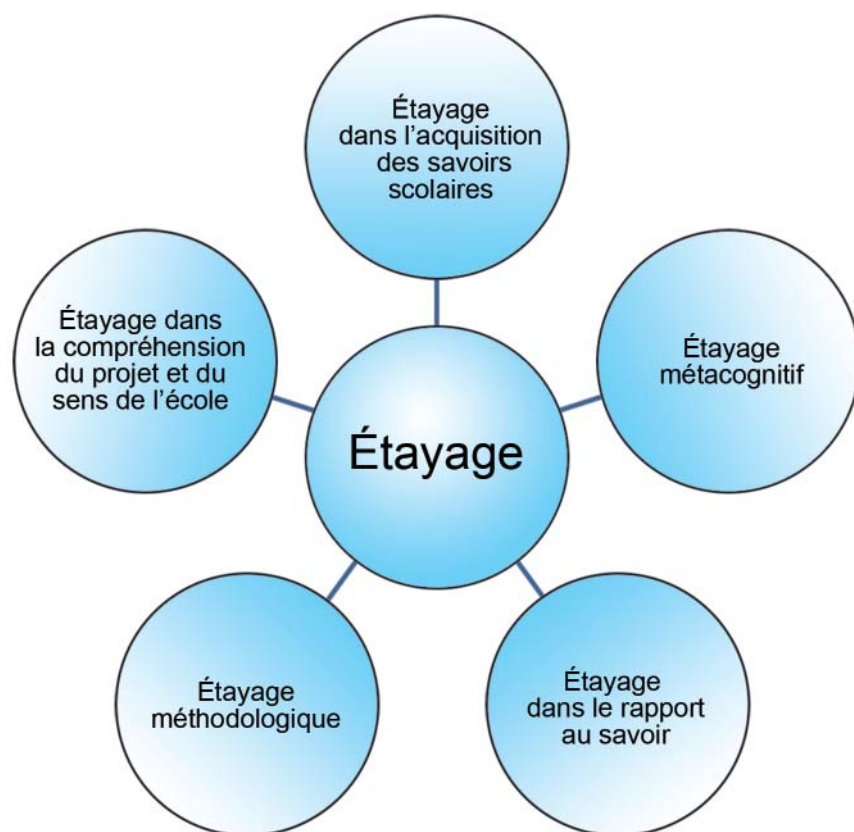 Étayage
dans l’acquisition
des savoirs
scolaires
Étayage dans
la compréhension
du projet et du
sens de l’école
Étayage
métacognitif
Étayage
Étayage
méthodologique
Étayage
dans le rapport
au savoir